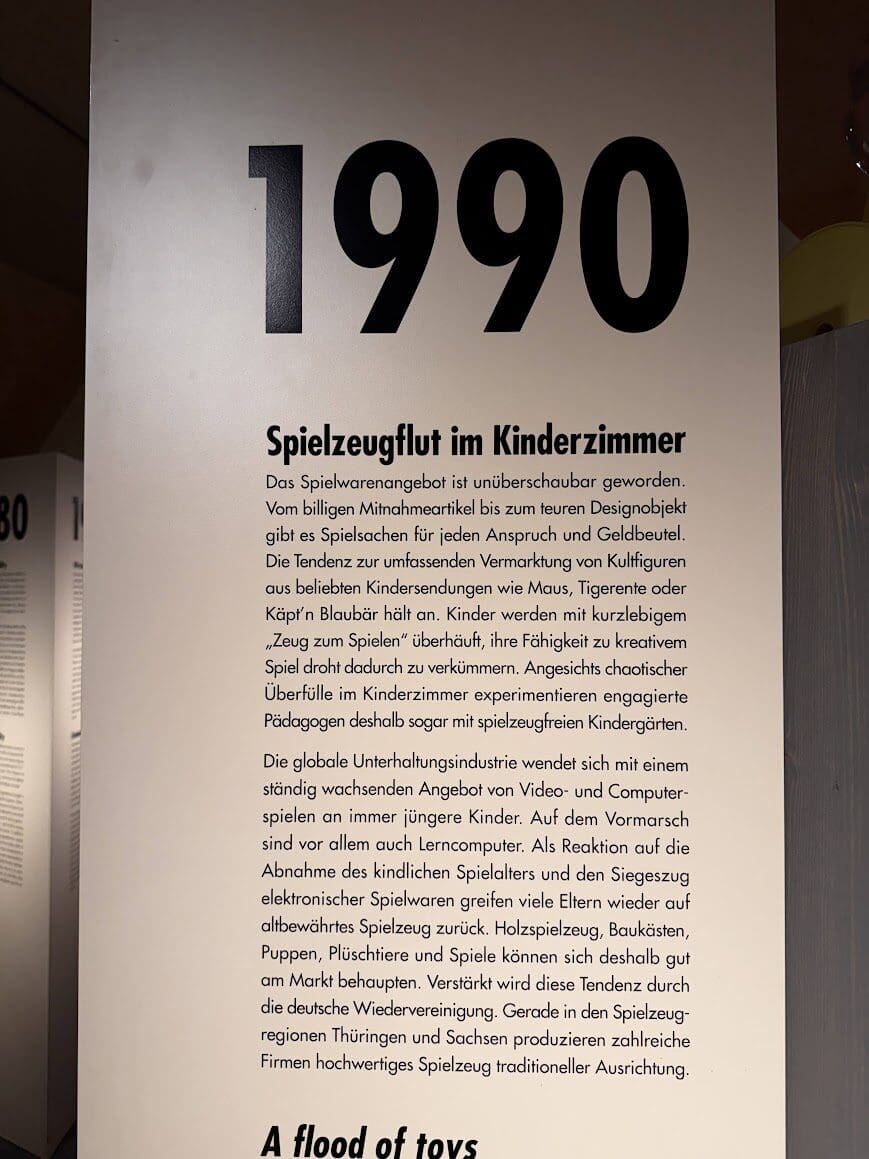 1990
Spielzeugflut im Kinderzimmer
Das Spielwarenangebot ist unüberschaubar geworden.
Vom billigen Mitnahmeartikel bis zum teuren Designobjekt
gibt es Spielsachen für jeden Anspruch und Geldbeutel.
Die Tendenz zur umfassenden Vermarktung von Kultfiguren
aus beliebten Kindersendungen wie Maus, Tigerente oder
Käpt'n Blaubär hält an. Kinder werden mit kurzlebigem
„Zeug zum Spielen“ überhäuft, ihre Fähigkeit zu kreativem
Spiel droht dadurch zu verkümmern. Angesichts chaotischer
Überfülle im Kinderzimmer experimentieren engagierte
Pädagogen deshalb sogar mit spielzeugfreien Kindergärten.
Die globale Unterhaltungsindustrie wendet sich mit einem
ständig wachsenden Angebot von Video- und Computer-
spielen an immer jüngere Kinder. Auf dem Vormarsch
sind vor allem auch Lerncomputer. Als Reaktion auf die
Abnahme des kindlichen Spielalters und den Siegeszug
elektronischer Spielwaren greifen viele Eltern wieder auf
altbewährtes Spielzeug zurück. Holzspielzeug, Baukästen,
Puppen, Plüschtiere und Spiele können sich deshalb gut
am Markt behaupten. Verstärkt wird diese Tendenz durch
die deutsche Wiedervereinigung. Gerade in den Spielzeug-
regionen Thüringen und Sachsen produzieren zahlreiche
Firmen hochwertiges Spielzeug traditioneller Ausrichtung.
A flood of toys
80